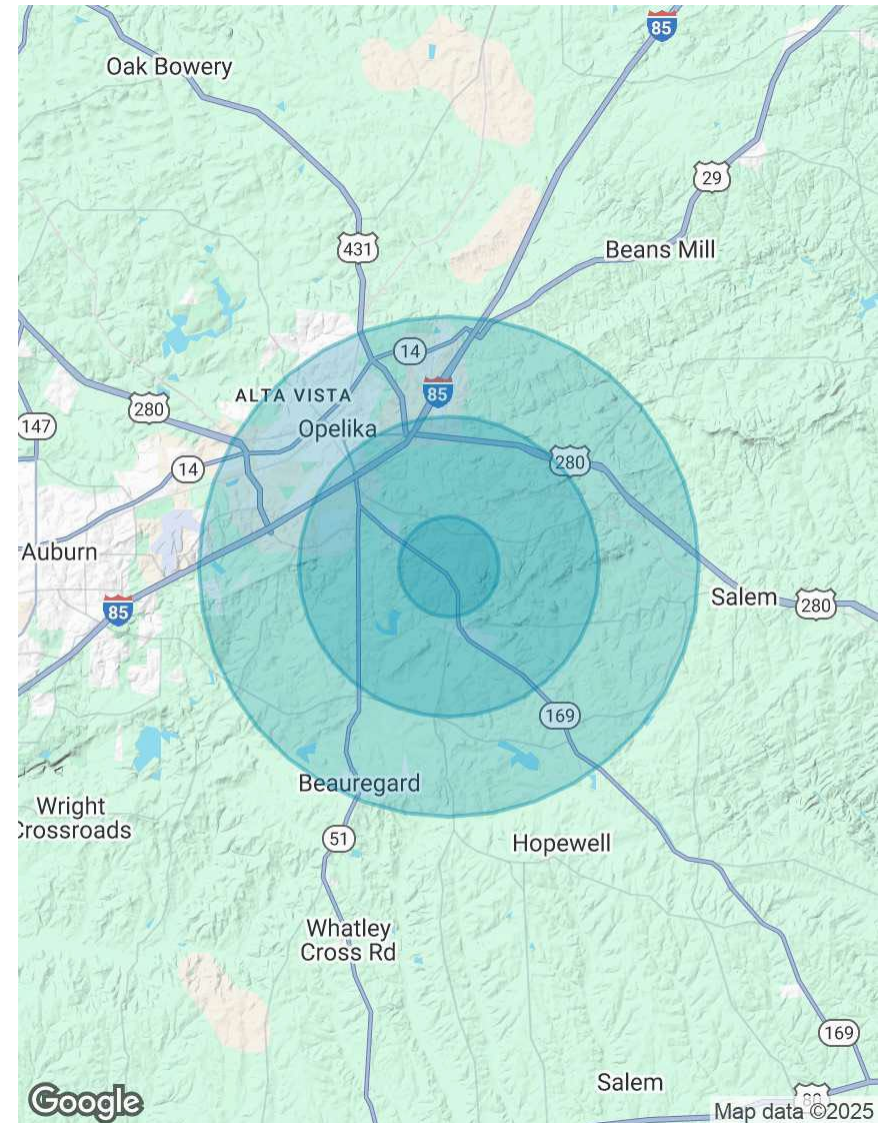 85
Oak Bowery
29
431
Beans Mill
14
85
ALTA VISTA
280
147
Opelika
14
280
Auburn
85
Salem
280
169
Beauregard
Wright
Crossroads
51
Hopewell
Whatley
Cross Rd
169
Salem
80
Google
Map data ©2025